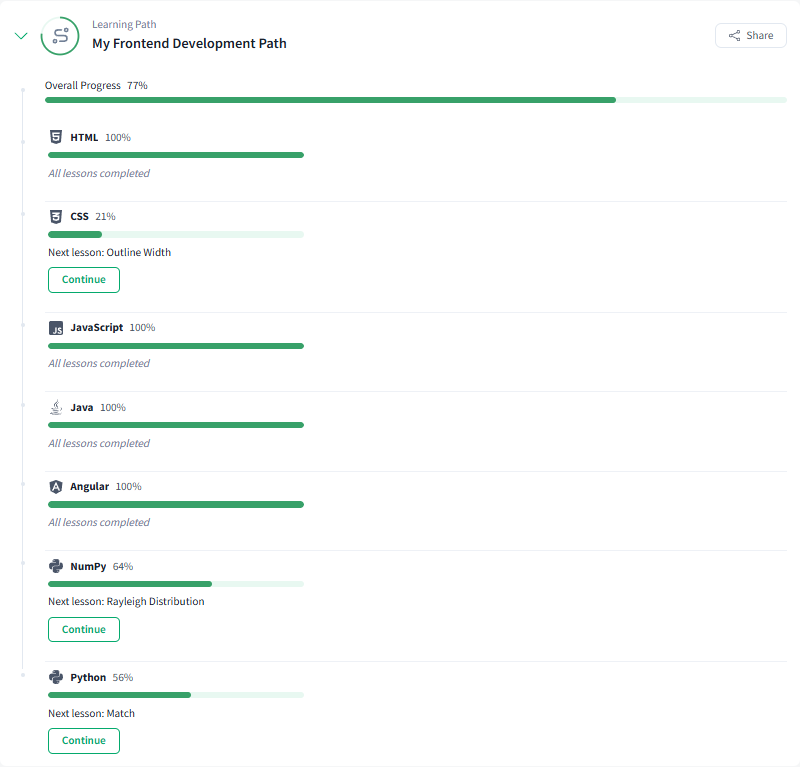 Learning Path
My Frontend Development Path
Share
Overall Progress 77%
HTML 100%
All lessons completed
CSS 21%
Next lesson: Outline Width
Continue
JS JavaScript 100%
All lessons completed
Java 100%
All lessons completed
Angular 100%
All lessons completed
NumPy 64%
Next lesson: Rayleigh Distribution
Continue
Python 56%
Next lesson: Match
Continue